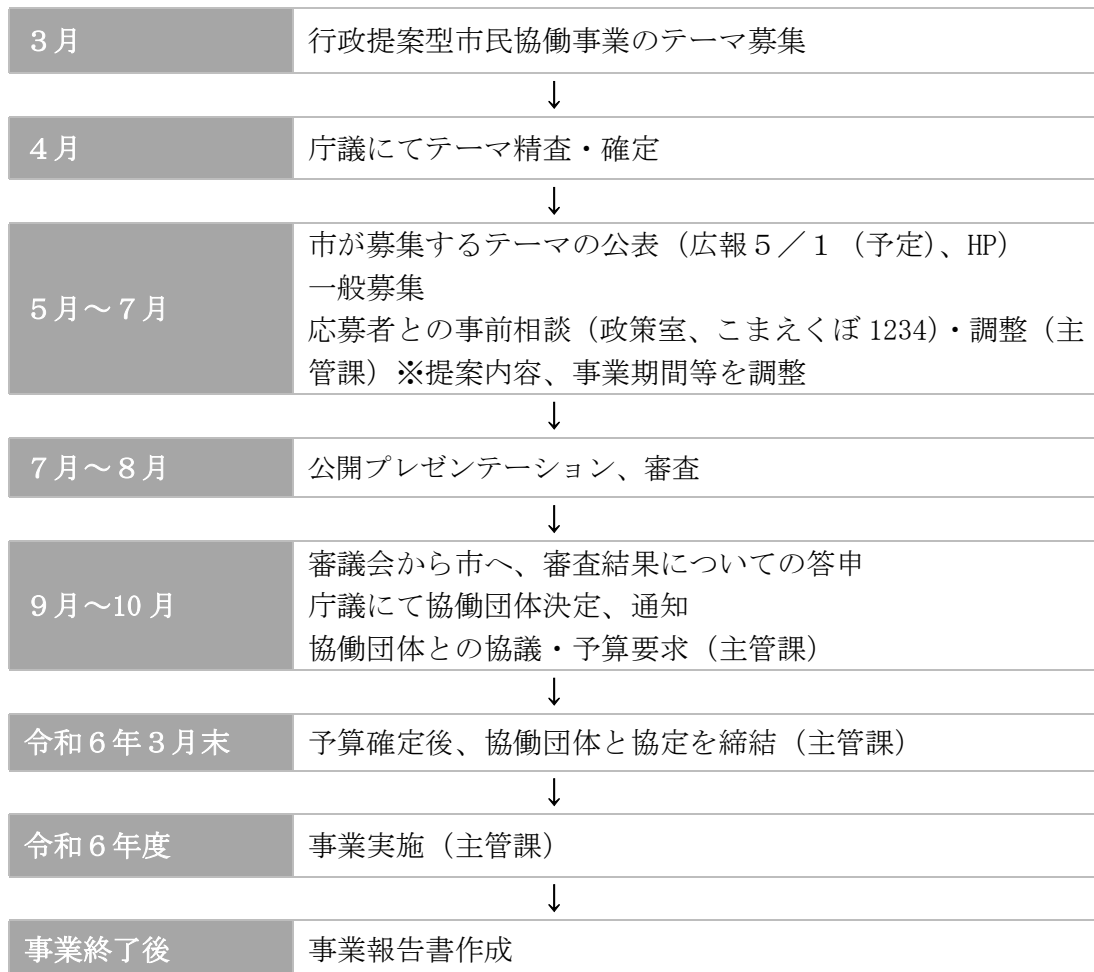 ３月
行政提案型市民協働事業のテーマ募集
↓
４月
庁議にてテーマ精査・確定
↓
５月～７月
市が募集するテーマの公表（広報５／１（予定）、HP）
一般募集
応募者との事前相談（政策室、こまえくぼ 1234）・調整（主
管課）※提案内容、事業期間等を調整
↓
７月～８月
公開プレゼンテーション、審査
↓
９月～10 月
審議会から市へ、審査結果についての答申
庁議にて協働団体決定、通知
協働団体との協議・予算要求（主管課）
↓
令和６年３月末
予算確定後、協働団体と協定を締結（主管課）
↓
令和６年度
事業実施（主管課）
↓
事業終了後
事業報告書作成